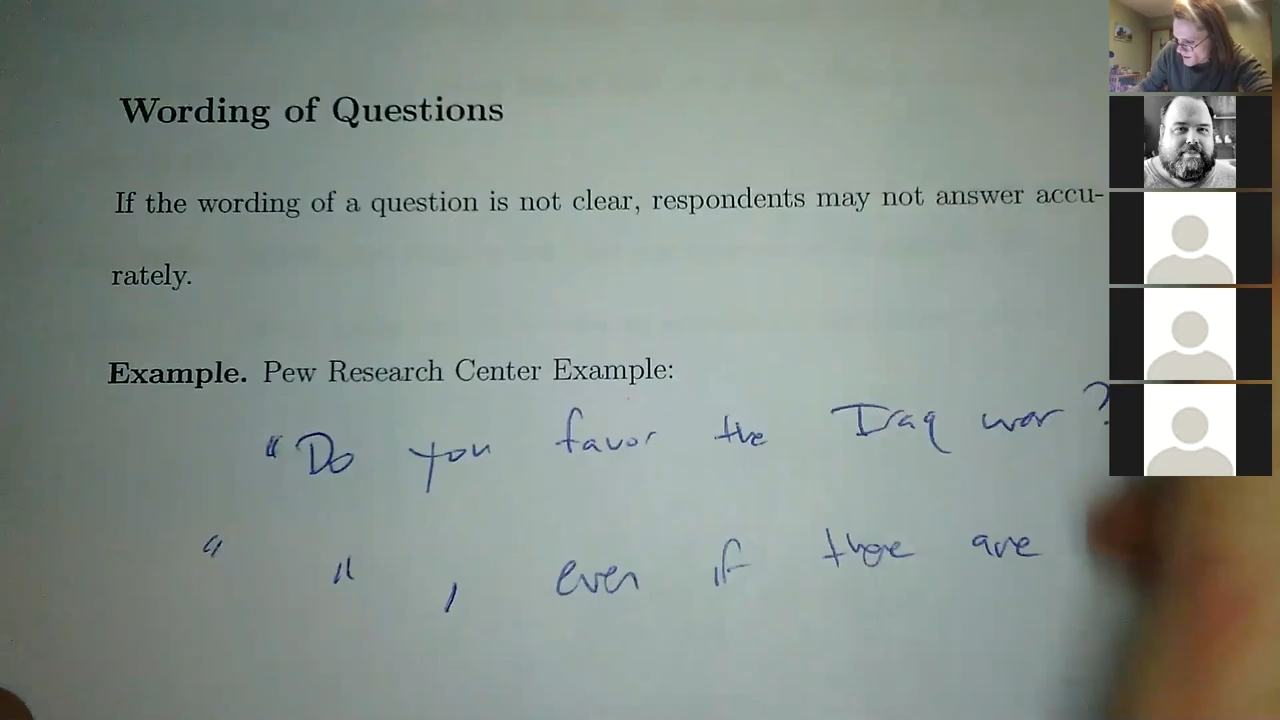 Wording of Questions
If the wording of a question is not clear, respondents may not answer accu-
rately.
Example. Pew Research Center Example:
“Do you favor the Iraq war?
“ " , even if there are